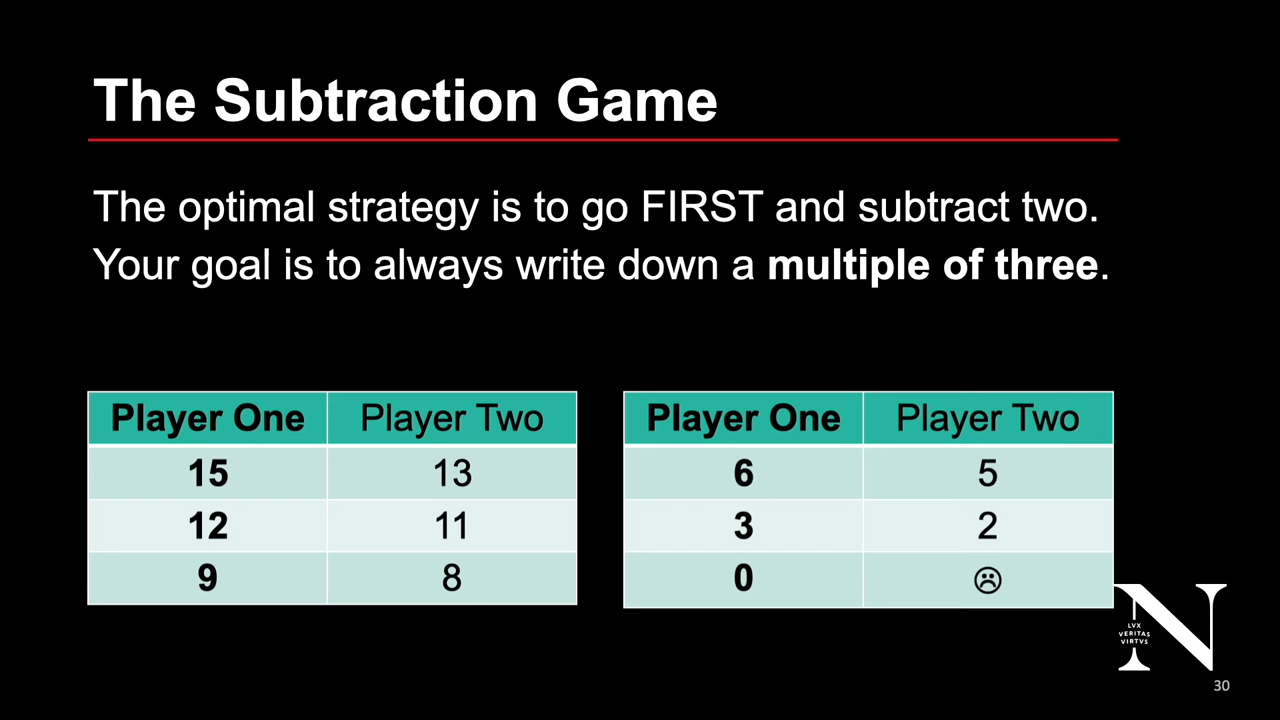 The Subtraction Game
The optimal strategy is to go FIRST and subtract two.
Your goal is to always write down a multiple of three.
Player One Player Two
15 13
12 11
9 8
Player One Player Two
6 5
3 2
0 ☹
LVX
VERITAS
VIRTVS
N
30